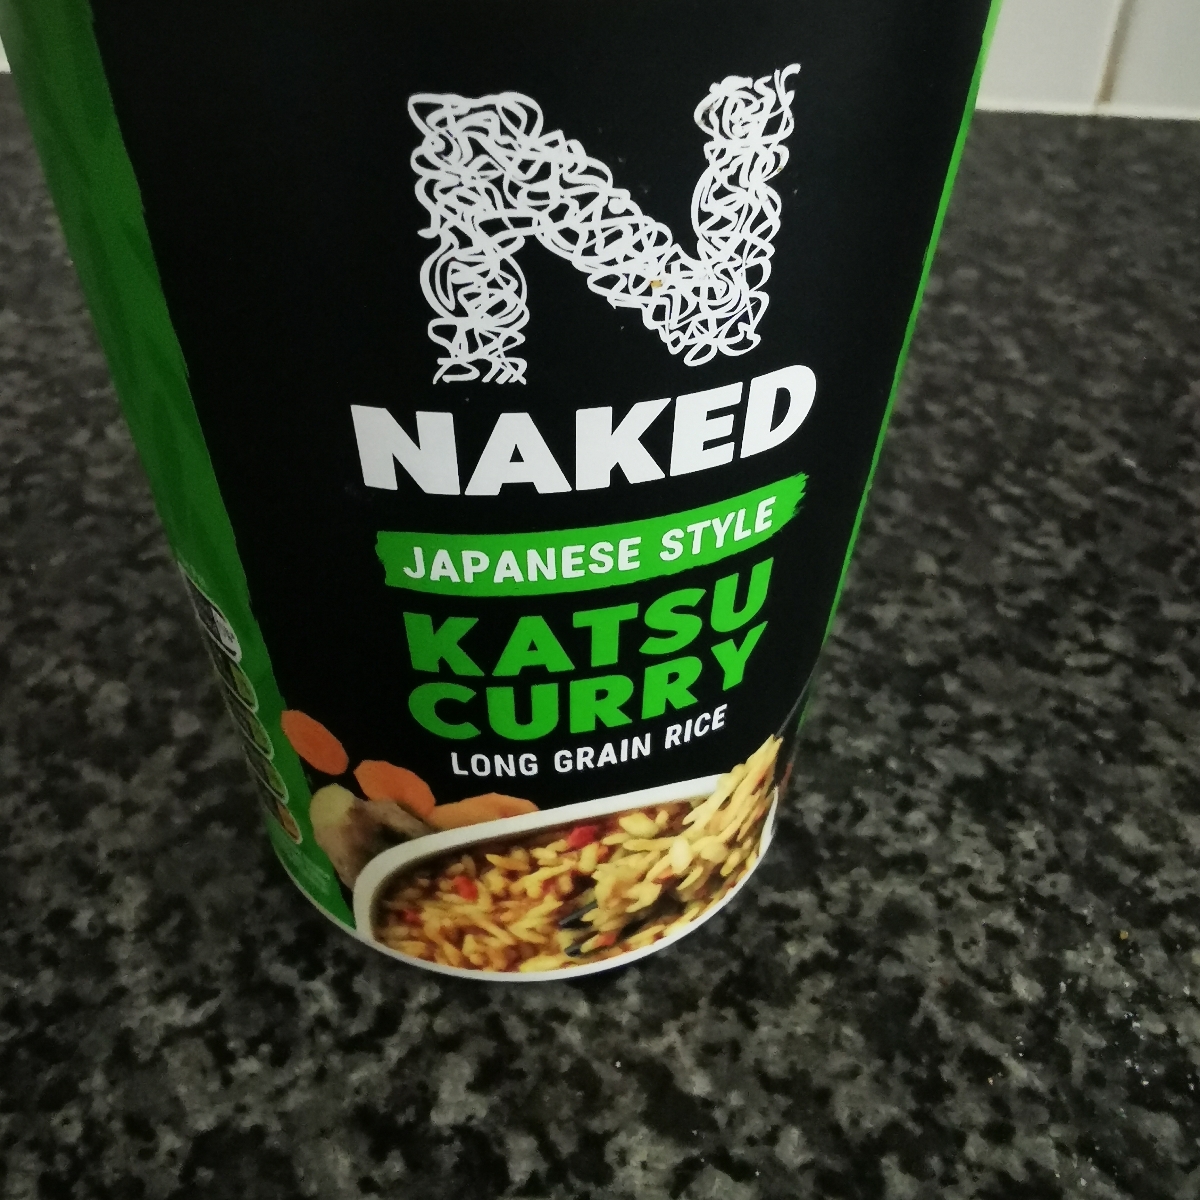 N
NAKED
JAPANESE STYLE
KATSU
CURRY
LONG GRAIN RICE